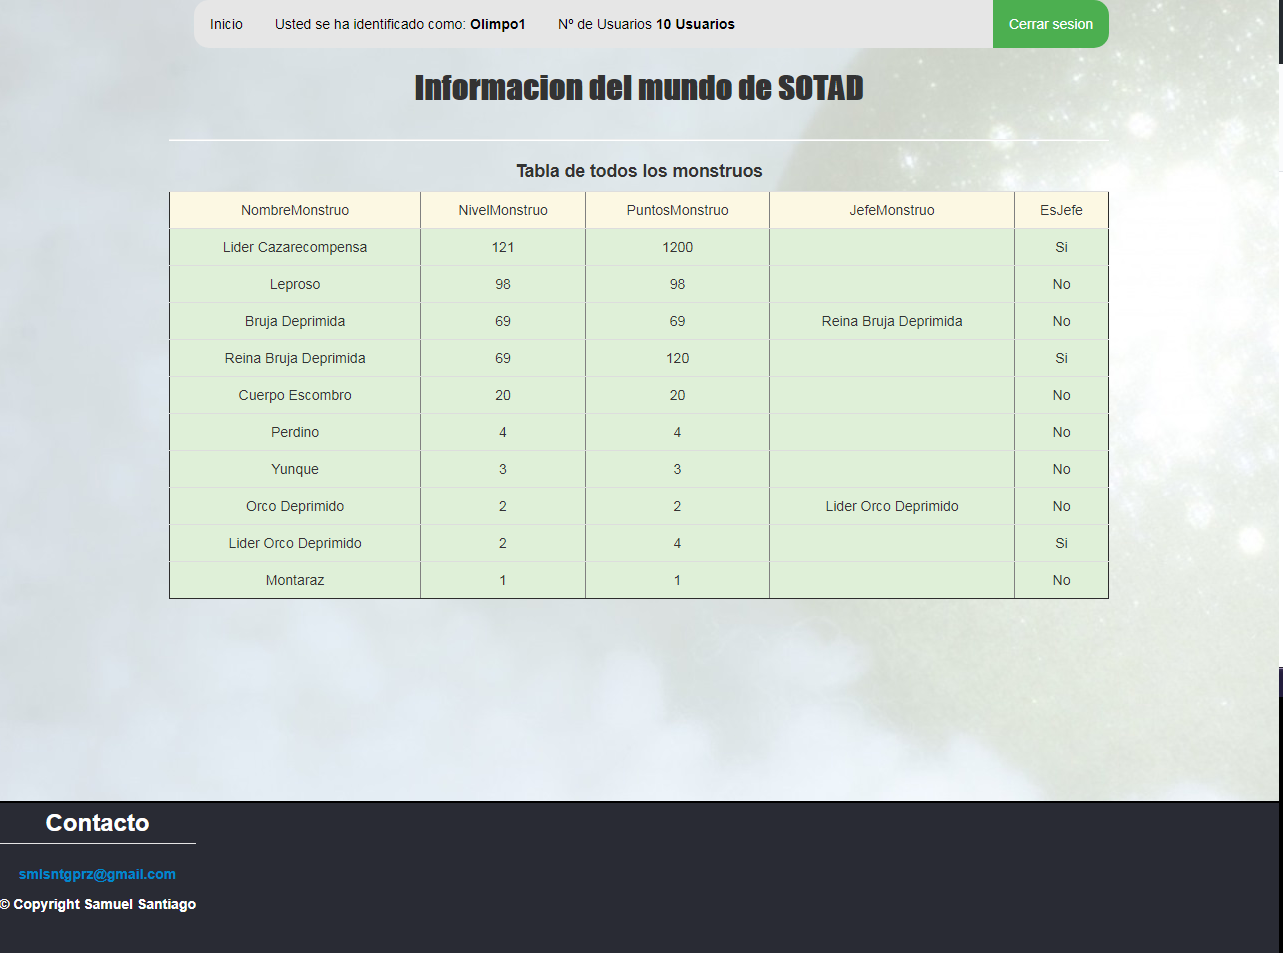 Inicio Usted se ha identificado como: Olimpo1 Nº de Usuarios 10 Usuarios Cerrar sesion
Informacion del mundo de SOTAD
Tabla de todos los monstruos
NombreMonstruo NivelMonstruo PuntosMonstruo JefeMonstruo EsJefe
Lider Cazarecompensa 121 1200 Si
Leproso 98 98 No
Bruja Deprimida 69 69 Reina Bruja Deprimida No
Reina Bruja Deprimida 69 120 Si
Cuerpo Escombro 20 20 No
Perdino 4 4 No
Yunque 3 3 No
Orco Deprimido 2 2 Lider Orco Deprimido No
Lider Orco Deprimido 2 4 Si
Montaraz 1 1 No
Contacto
smlsntgprz@gmail.com
© Copyright Samuel Santiago